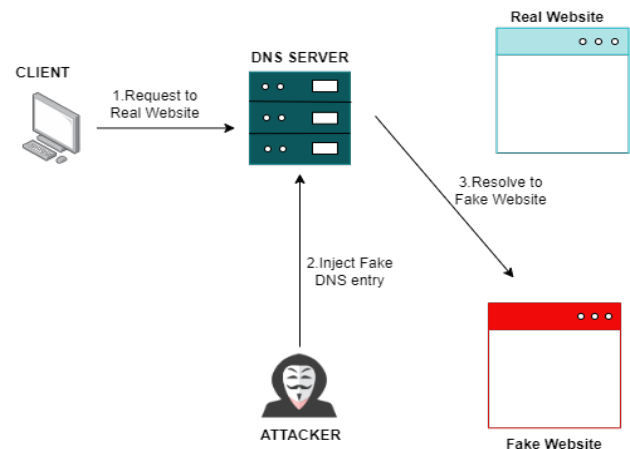 Real Website
DNS SERVER
CLIENT
1.Request to
Real Website
3.Resolve to
Fake Website
2.Inject Fake
DNS entry
ATTACKER
Fake Website